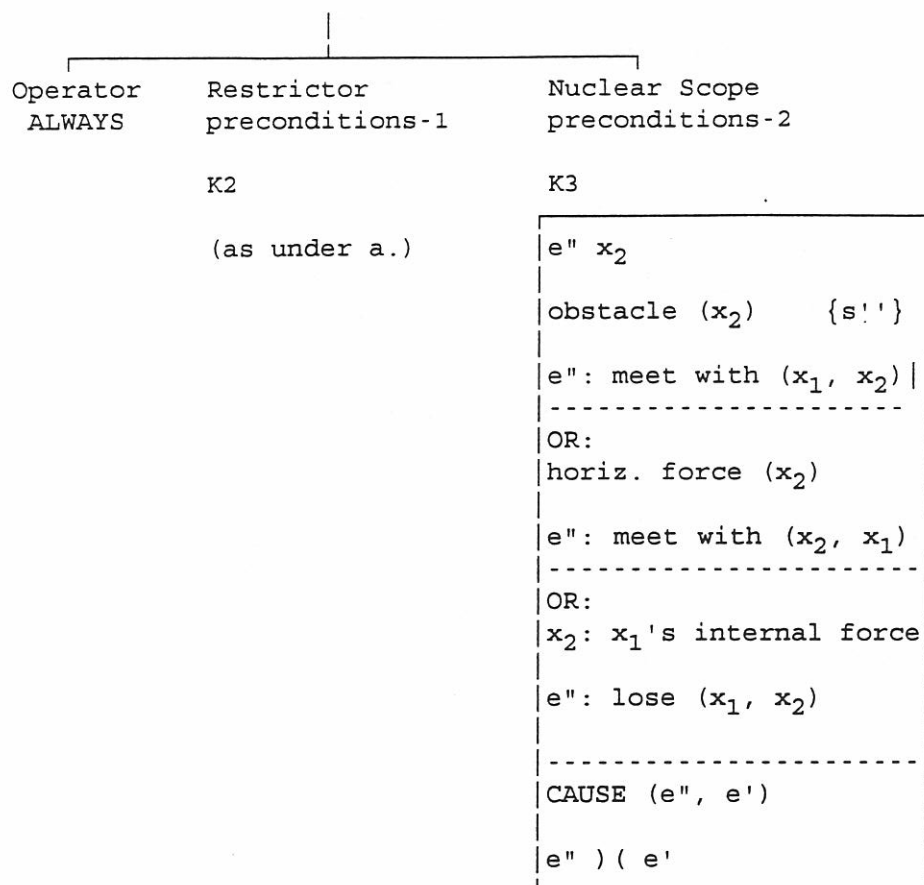 Operator Restrictor Nuclear Scope
ALWAYS preconditions-1 preconditions-2
K2 K3
(as under a.) e" x₂
obstacle (x₂) {s''}
e": meet with (x₁, x₂)
OR:
horiz. force (x₂)
e": meet with (x₂, x₁)
OR:
x₂: x₁'s internal force
e": lose (x₁, x₂)
CAUSE (e", e')
e" )( e'